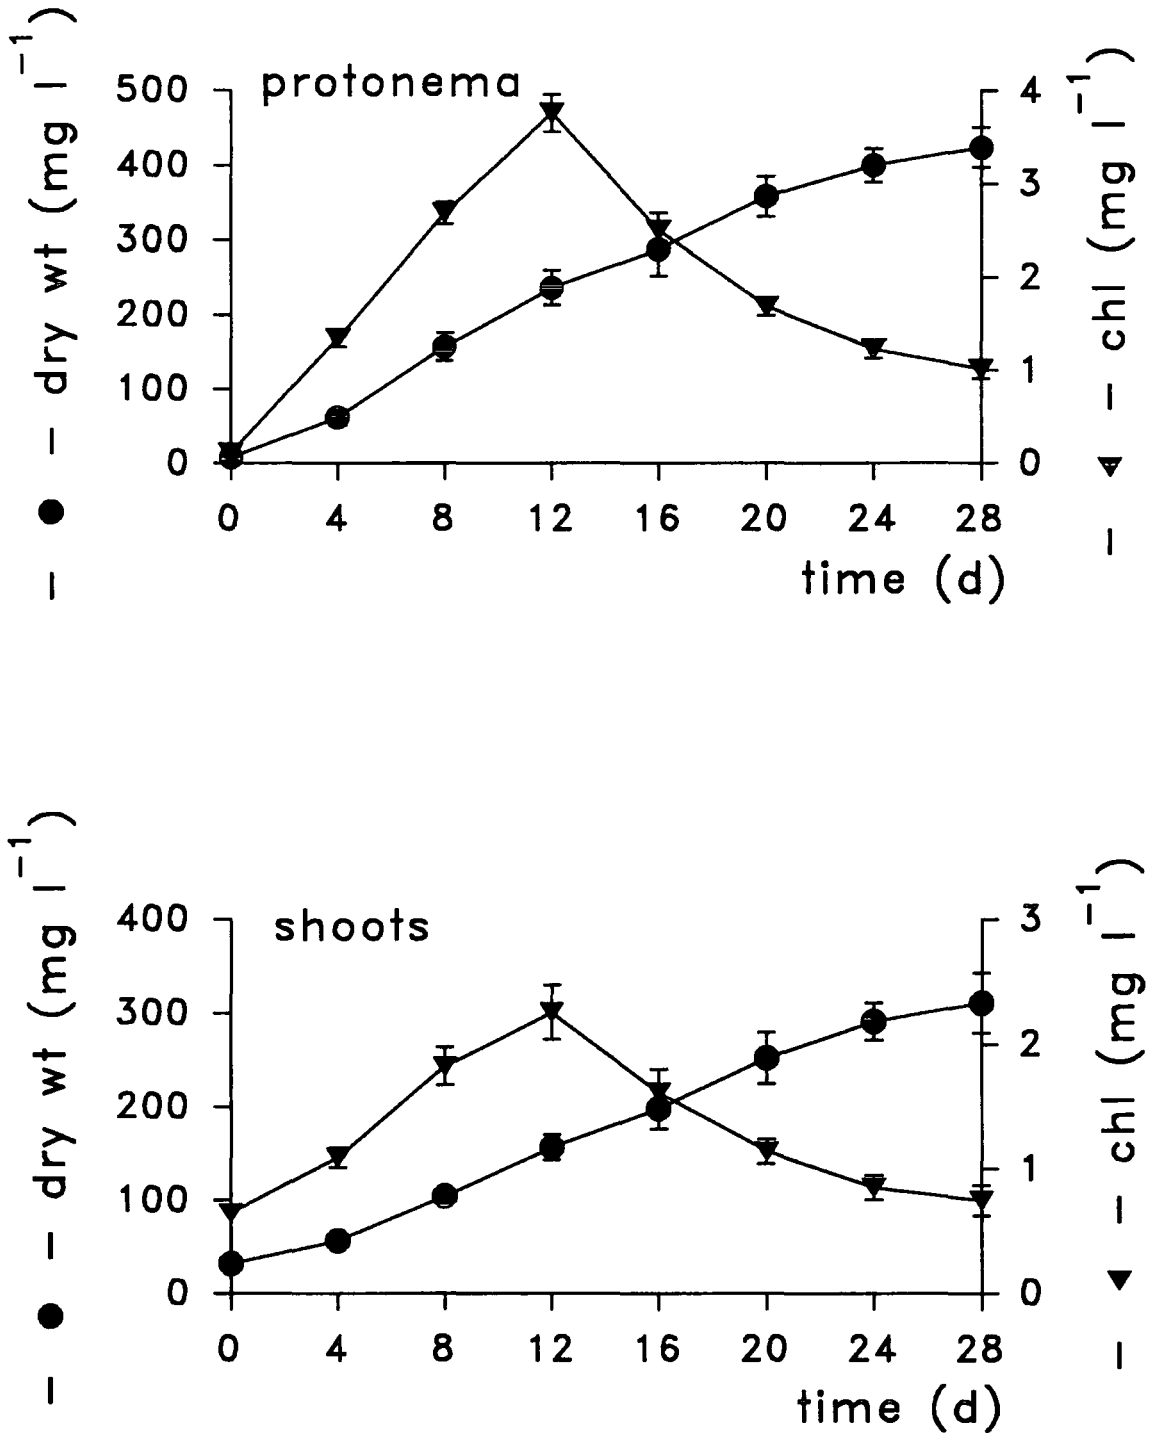 protonema
– ● – dry wt (mg l⁻¹)
500
400
300
200
100
0
4
3
2
1
0
– ▼ – chl (mg l⁻¹)
0 4 8 12 16 20 24 28
time (d)
shoots
– ● – dry wt (mg l⁻¹)
400
300
200
100
0
3
2
1
0
– ▼ – chl (mg l⁻¹)
0 4 8 12 16 20 24 28
time (d)